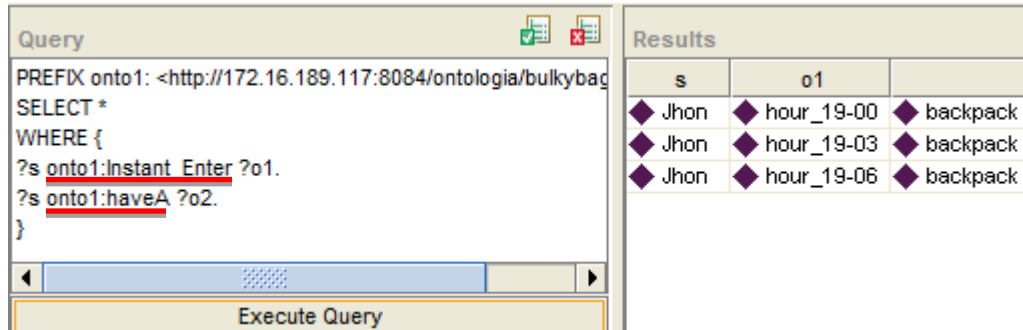 Query
PREFIX onto1: <http://172.16.189.117:8084/ontologia/bulkybag
SELECT *
WHERE {
?s onto1:Instant_Enter ?o1.
?s onto1:haveA ?o2.
}
Execute Query
Results
s o1
Jhon hour_19-00 backpack
Jhon hour_19-03 backpack
Jhon hour_19-06 backpack